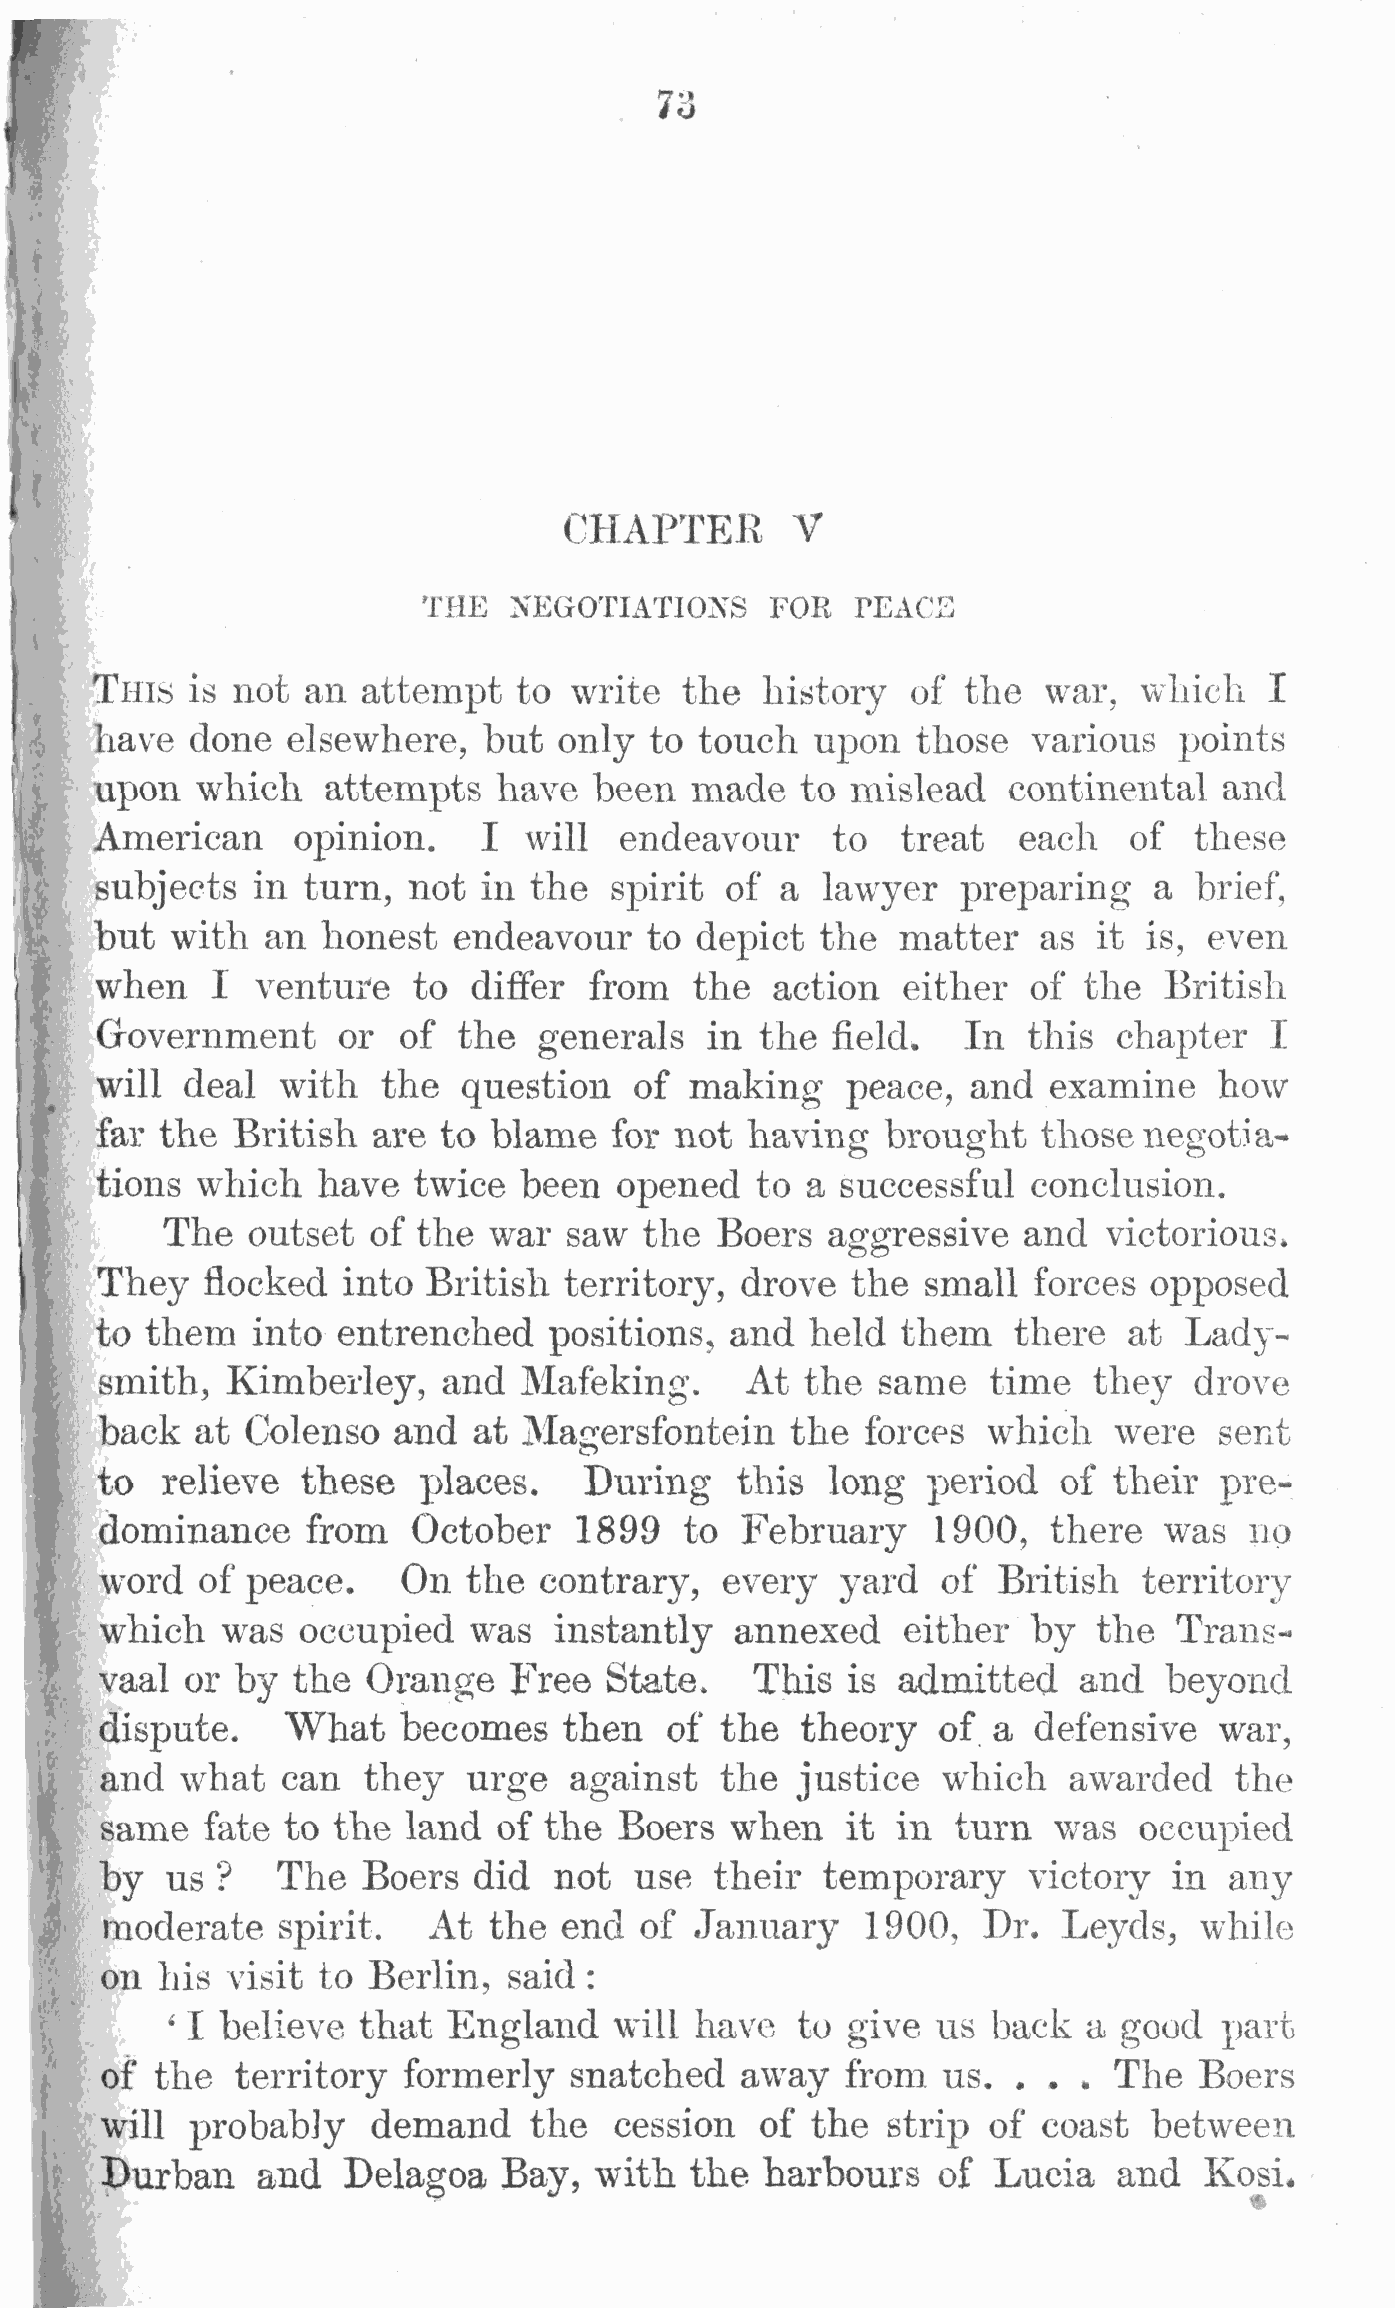 73
CHAPTER V
THE NEGOTIATIONS FOR PEACE
THIS is not an attempt to write the history of the war, which I
have done elsewhere, but only to touch upon those various points
upon which attempts have been made to mislead continental and
American opinion. I will endeavour to treat each of these
subjects in turn, not in the spirit of a lawyer preparing a brief,
but with an honest endeavour to depict the matter as it is, even
when I venture to differ from the action either of the British
Government or of the generals in the field. In this chapter I
will deal with the question of making peace, and examine how
far the British are to blame for not having brought those negotia-
tions which have twice been opened to a successful conclusion.
The outset of the war saw the Boers aggressive and victorious.
They flocked into British territory, drove the small forces opposed
to them into entrenched positions, and held them there at Lady-
smith, Kimberley, and Mafeking. At the same time they drove
back at Colenso and at Magersfontein the forces which were sent
to relieve these places. During this long period of their pre-
dominance from October 1899 to February 1900, there was no
word of peace. On the contrary, every yard of British territory
which was occupied was instantly annexed either by the Trans-
vaal or by the Orange Free State. This is admitted and beyond
dispute. What becomes then of the theory of a defensive war,
and what can they urge against the justice which awarded the
same fate to the land of the Boers when it in turn was occupied
by us ? The Boers did not use their temporary victory in any
moderate spirit. At the end of January 1900, Dr. Leyds, while
on his visit to Berlin, said :
‘ I believe that England will have to give us back a good part
of the territory formerly snatched away from us. . . . The Boers
will probably demand the cession of the strip of coast between
Durban and Delagoa Bay, with the harbours of Lucia and Kosi.